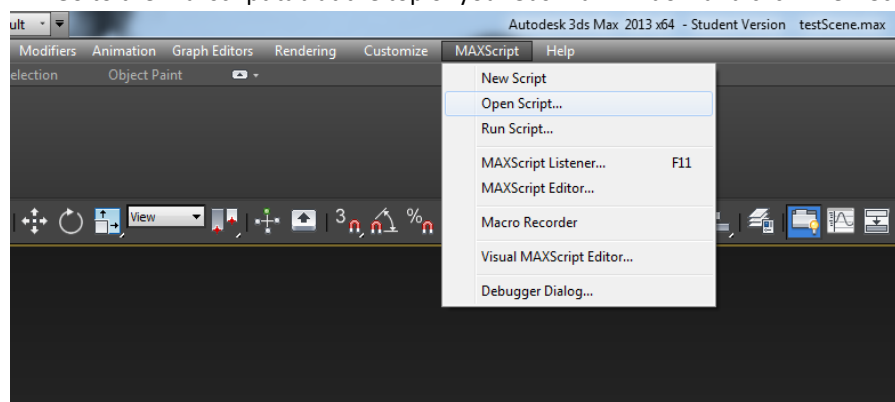 ult
Autodesk 3ds Max 2013 x64 - Student Version testScene.max
Modifiers Animation Graph Editors Rendering Customize MAXScript Help
election Object Paint
New Script
Open Script...
Run Script...
MAXScript Listener... F11
MAXScript Editor...
View 3 %
Macro Recorder
Visual MAXScript Editor...
Debugger Dialog...